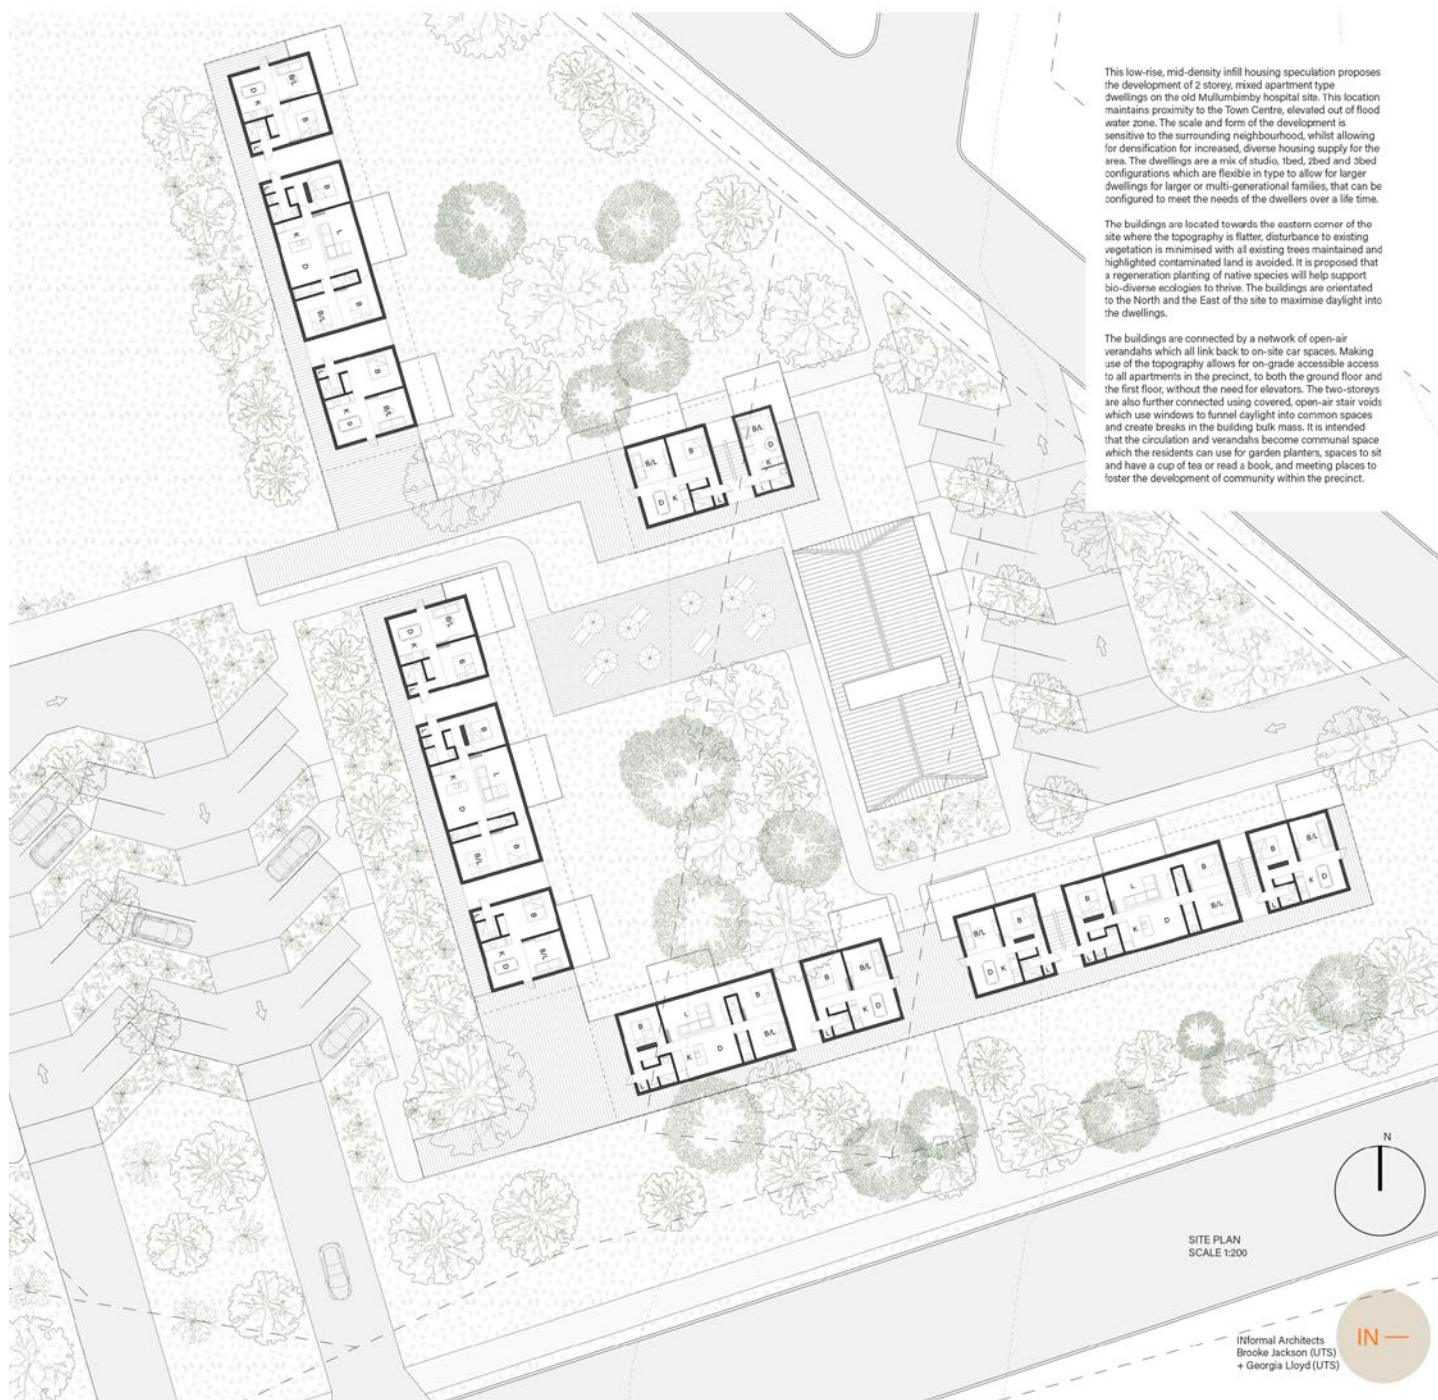 This low-rise, mid-density infill housing speculation proposes
the development of 2 storey, mixed apartment type
dwellings on the old Mullumbimby hospital site. This location
maintains proximity to the Town Centre, elevated out of flood
water zone. The scale and form of the development is
sensitive to the surrounding neighbourhood, whilst allowing
for densification for increased, diverse housing supply for the
area. The dwellings are a mix of studio, 1bed, 2bed and 3bed
configurations which are flexible in type to allow for larger
dwellings for larger or multi-generational families, that can be
configured to meet the needs of the dwellers over a life time.
The buildings are located towards the eastern corner of the
site where the topography is flatter, disturbance to existing
vegetation is minimised with all existing trees maintained and
highlighted contaminated land is avoided. It is proposed that
a regeneration planting of native species will help support
bio-diverse ecologies to thrive. The buildings are orientated
to the North and the East of the site to maximise daylight into
the dwellings.
The buildings are connected by a network of open-air
verandahs which all link back to on-site car spaces. Making
use of the topography allows for on-grade accessible access
to all apartments in the precinct, to both the ground floor and
the first floor, without the need for elevators. The two-storeys
are also further connected using covered, open-air stair voids
which use windows to funnel daylight into common spaces
and create breaks in the building bulk mass. It is intended
that the circulation and verandahs become communal space
which the residents can use for garden planters, spaces to sit
and have a cup of tea or read a book, and meeting places to
foster the development of community within the precinct.
B/L
D
K
B
L
B
K
L
D
B/L
B
L
B
K
D
B/L
B/L
B
D
K
L
B/L
D
K
L
D
B/L
K
B
L
B
K
L
D
B/L
B
B
K
D
B/L
B
L
B
K
D
B/L
L
B
B/L
K
D
L
B/L
B
D
K
L
B
L
B
K
D
B/L
L
B
B/L
K
D
L
N
SITE PLAN
SCALE 1:200
INformal Architects
Brooke Jackson (UTS)
+ Georgia Lloyd (UTS)
IN —